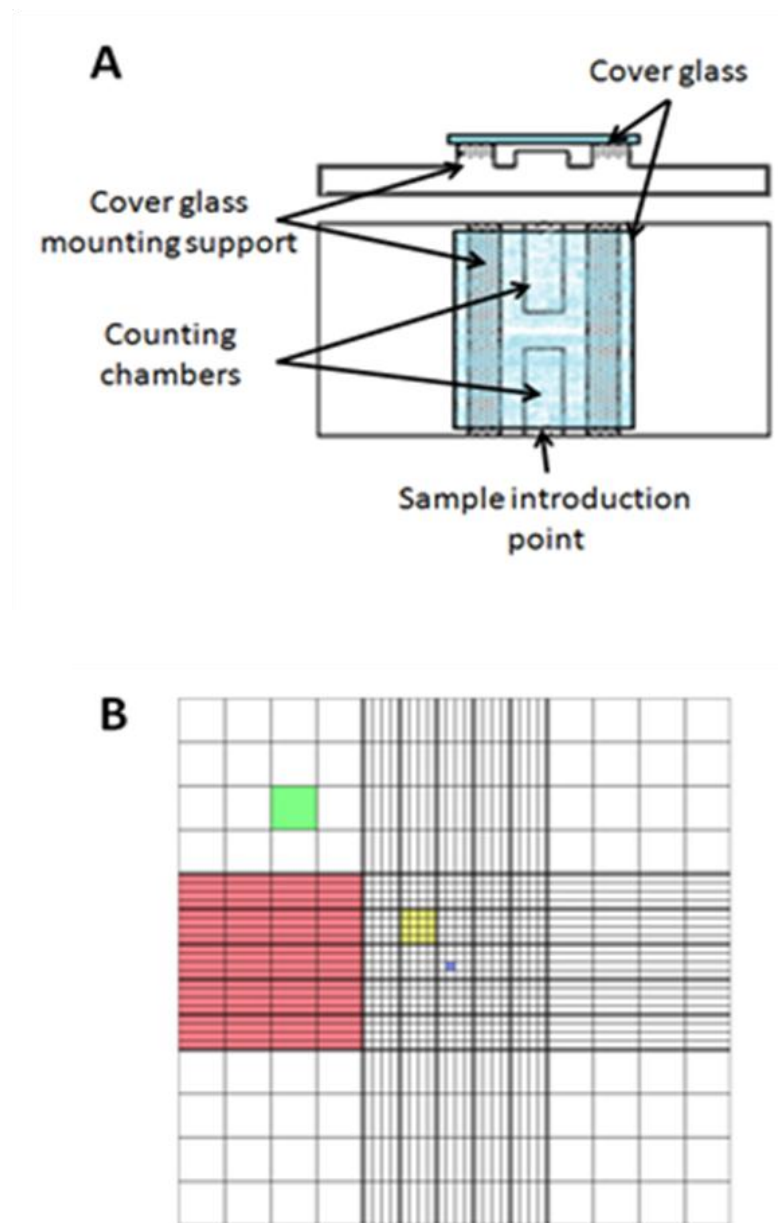 A
Cover glass
Cover glass
mounting support
Counting
chambers
Sample introduction
point
B